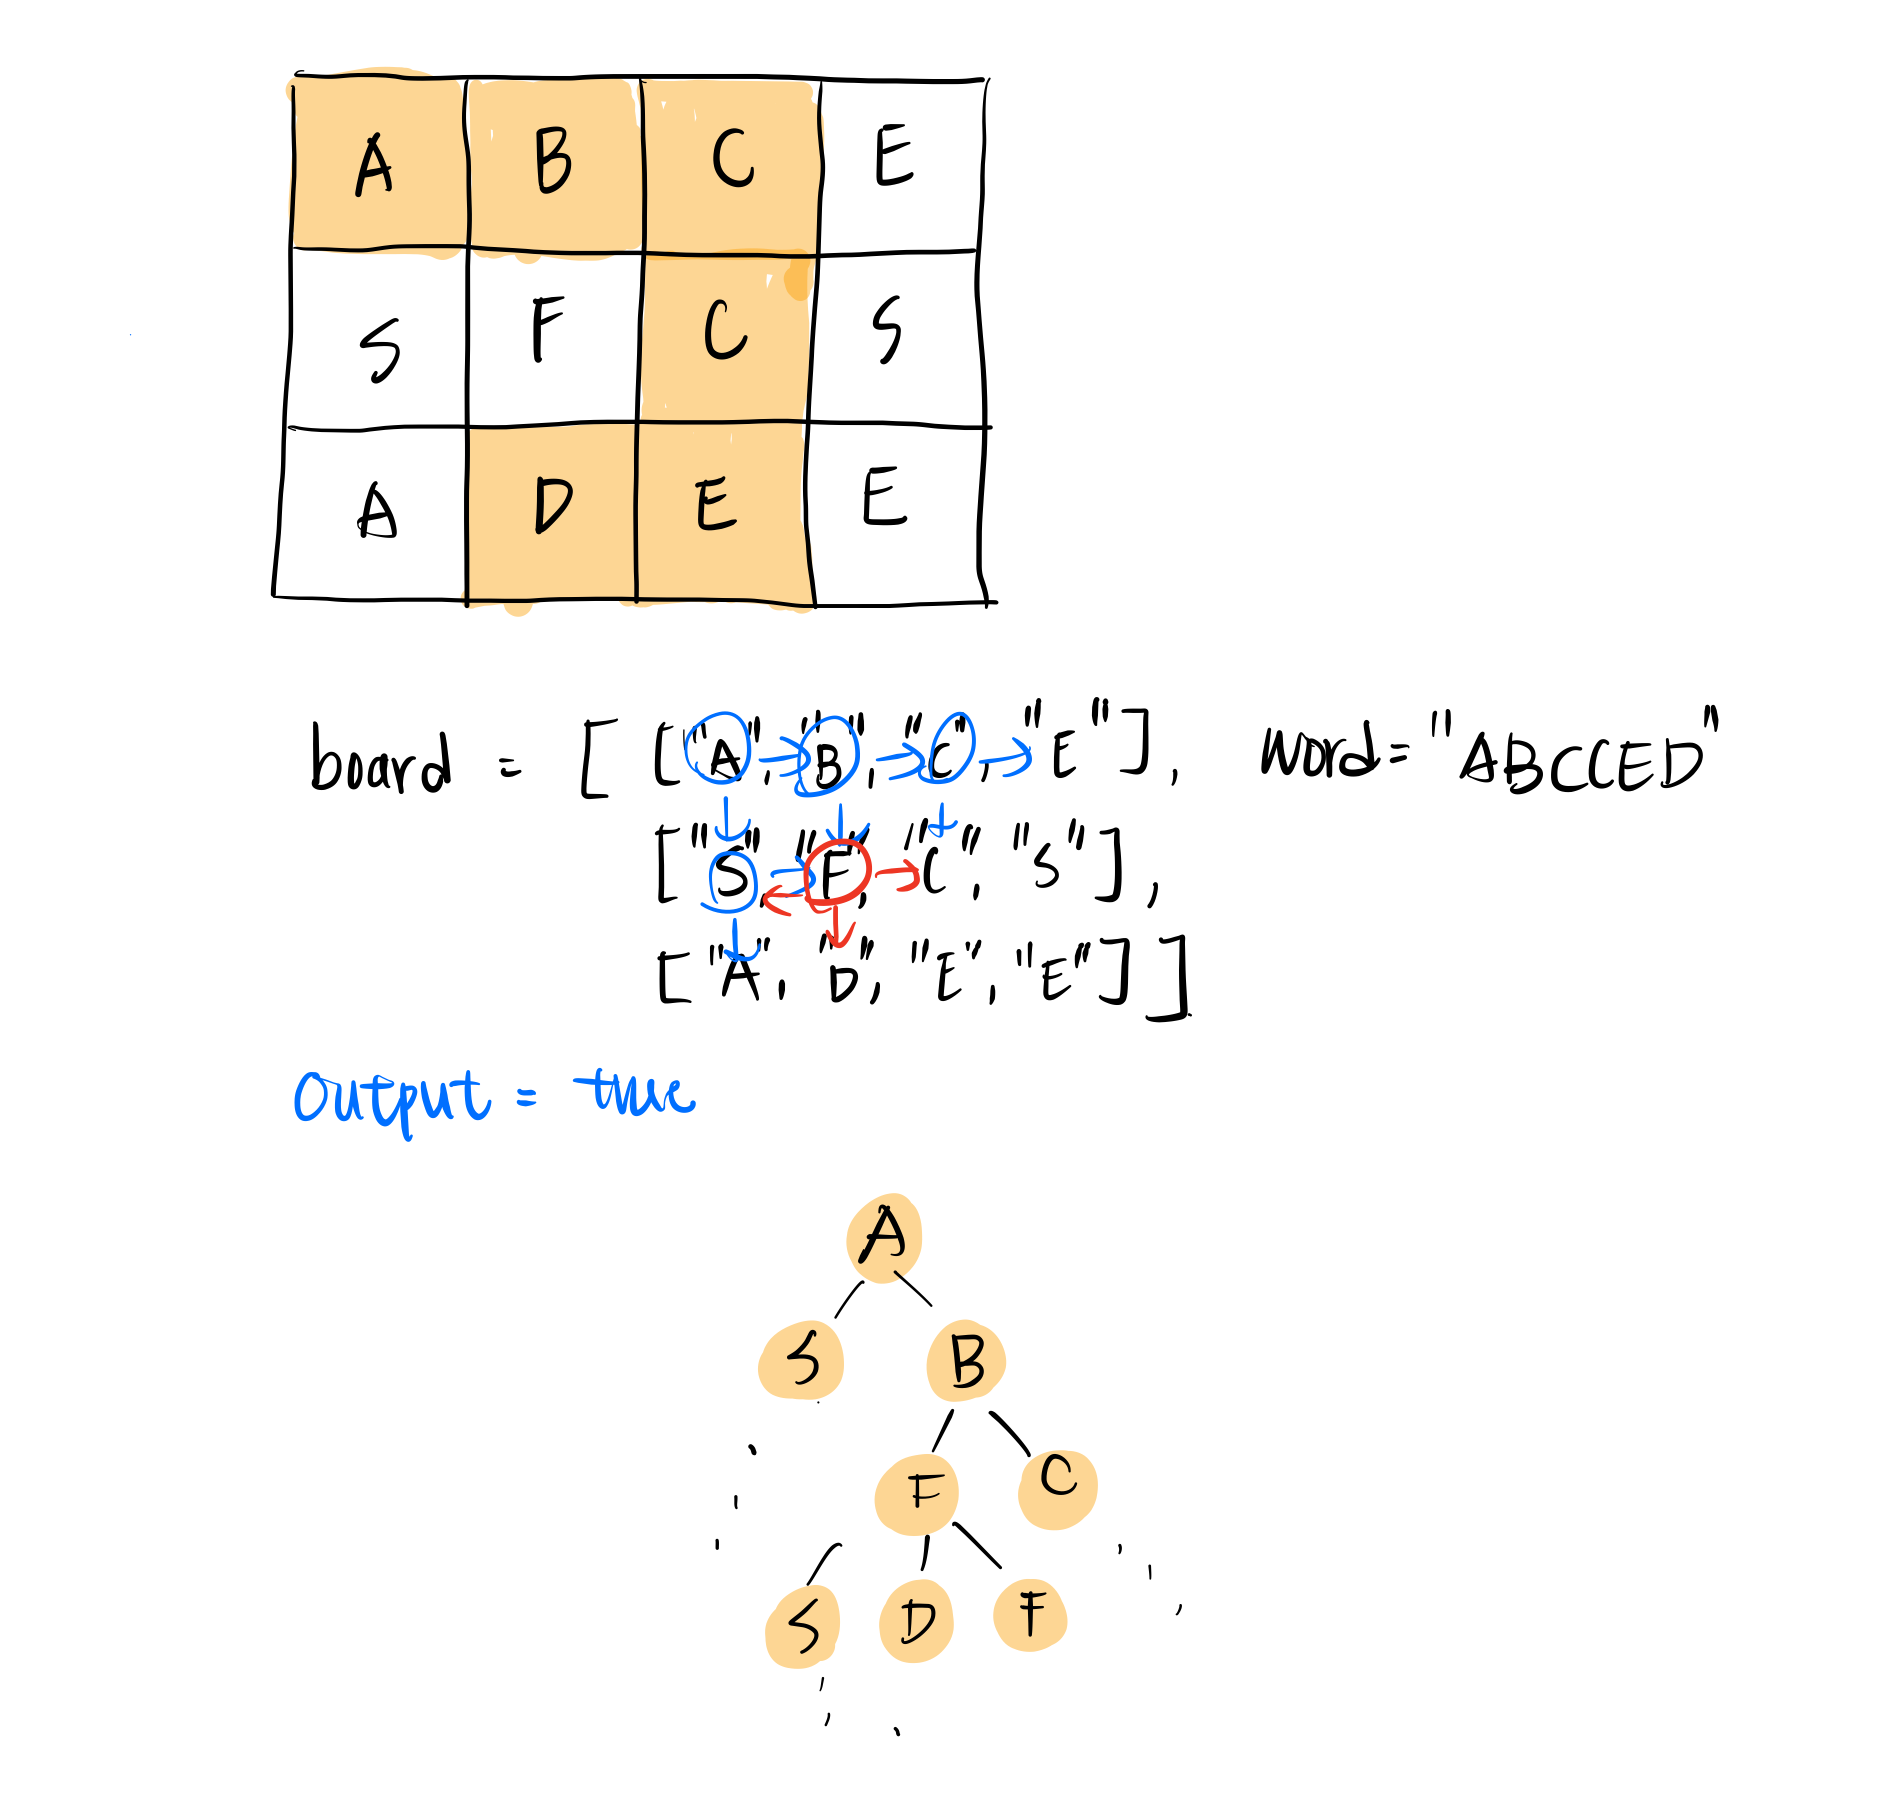 A B C E
S F C S
A D E E
board = [ ["A", "B", "C", "E"], Word= "ABCCED"
["S", "F", "C", "S"],
["A, "D", "E", "E"]]
output = true
A
S B
F C
S D F